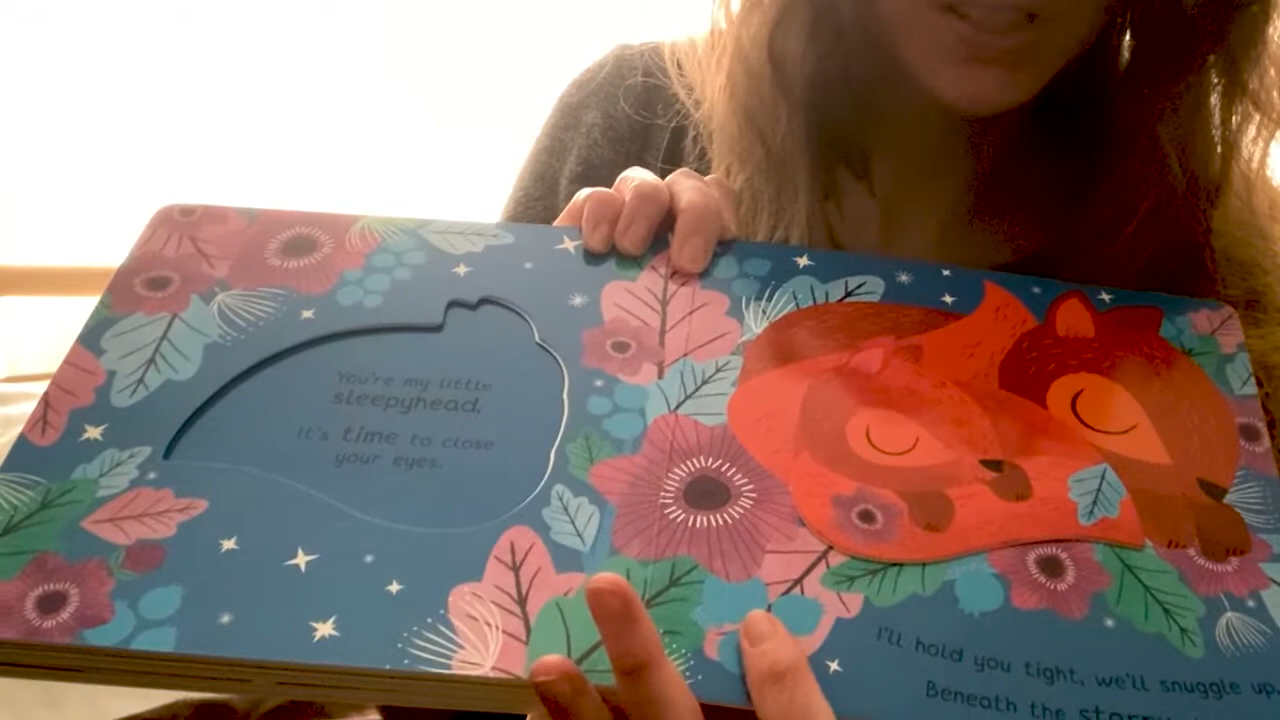 You're my little
sleepyhead,
It's time to close
your eyes.
I'll hold you tight, we'll snuggle up
Beneath the